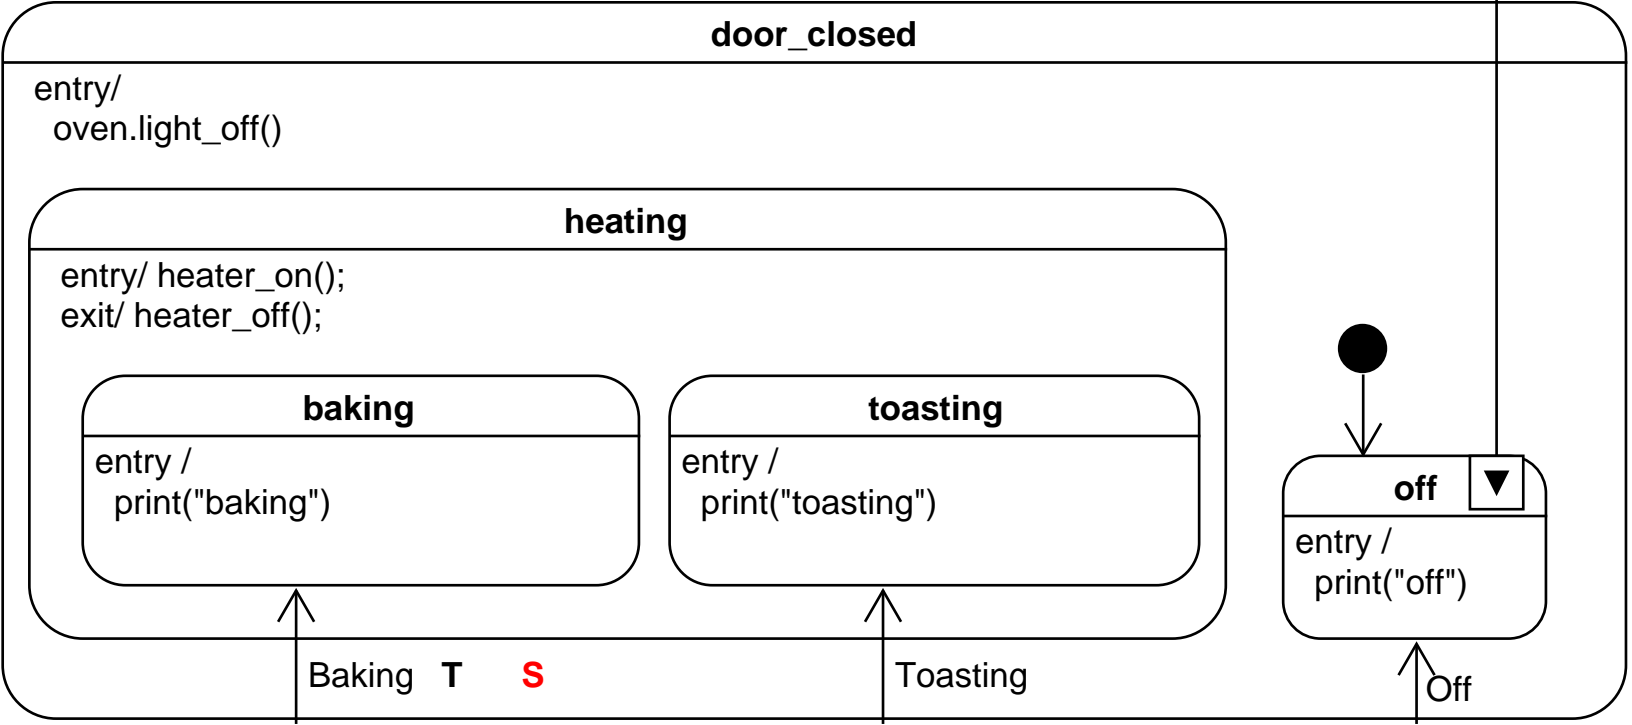 door_closed
entry/
oven.light_off()
heating
entry/ heater_on();
exit/ heater_off();
baking
entry /
print("baking")
toasting
entry /
print("toasting")
off
entry /
print("off")
Baking T S
Toasting
Off